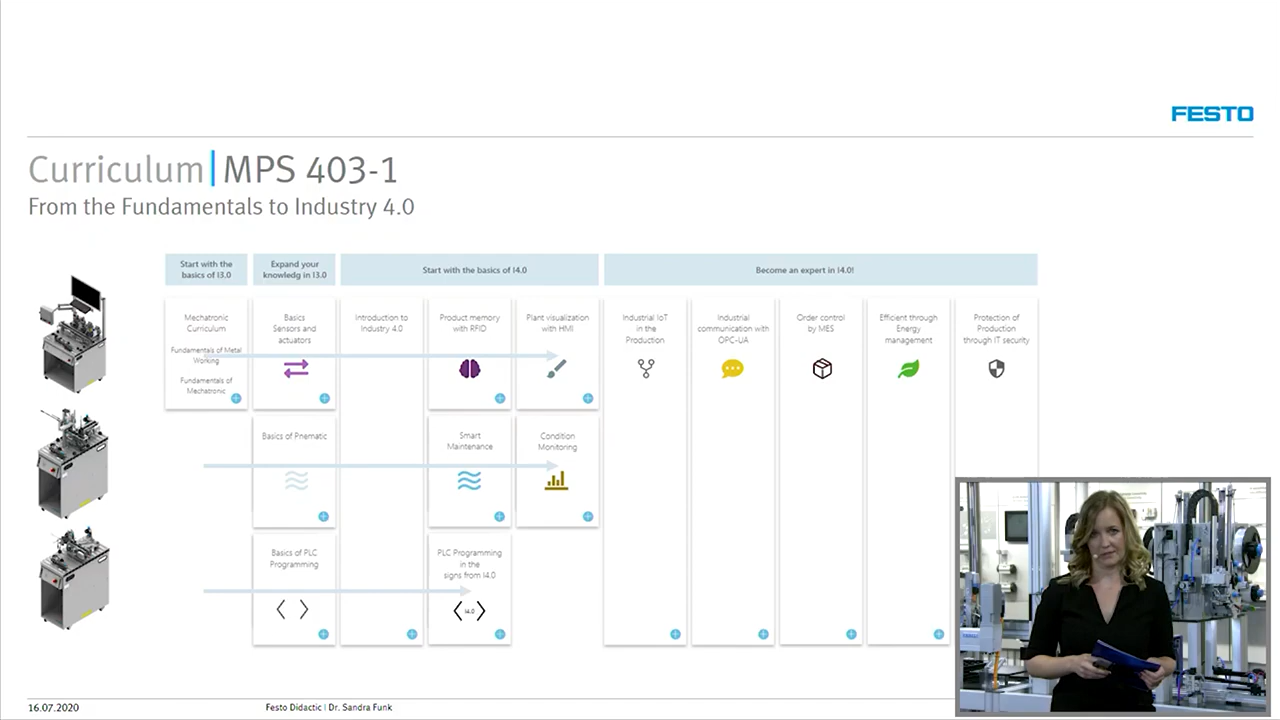 FESTO
Curriculum | MPS 403-1
From the Fundamentals to Industry 4.0
Start with the
basics of I3.0
Expand your
knowledg in I3.0
Start with the basics of I4.0
Become an expert in I4.0!
Mechatronic
Curriculum
Fundamentals of Metal
Working
Fundamentals of
Mechatronic
Basics
Sensors and
actuators
Introduction to
Industry 4.0
Product memory
with RFID
Plant visualization
with HMI
Industrial IoT
in the
Production
Industrial
communication with
OPC-UA
Order control
by MES
Efficient through
Energy
management
Protection of
Production
through IT security
Basics of Pnematic
Smart
Maintenance
Condition
Monitoring
Basics of PLC
Programming
PLC Programming
in the
signs from I4.0
I4.0
16.07.2020
Festo Didactic | Dr. Sandra Funk